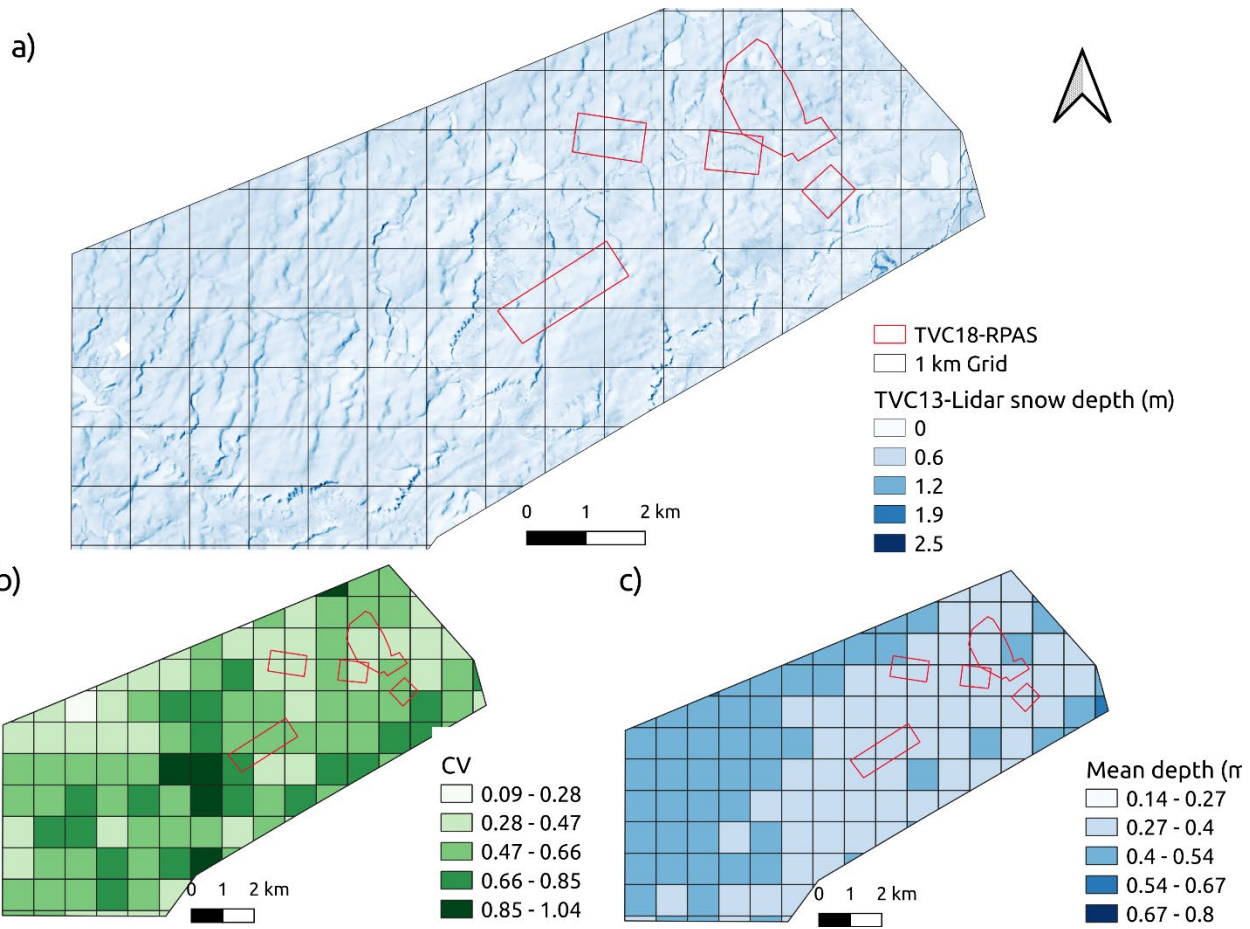 a)
TVC18-RPAS
1 km Grid
TVC13-Lidar snow depth (m)
0
0.6
1.2
1.9
2.5
0 1 2 km
b)
CV
0.09 - 0.28
0.28 - 0.47
0.47 - 0.66
0.66 - 0.85
0.85 - 1.04
0 1 2 km
c)
Mean depth (m
0.14 - 0.27
0.27 - 0.4
0.4 - 0.54
0.54 - 0.67
0.67 - 0.8
0 1 2 km